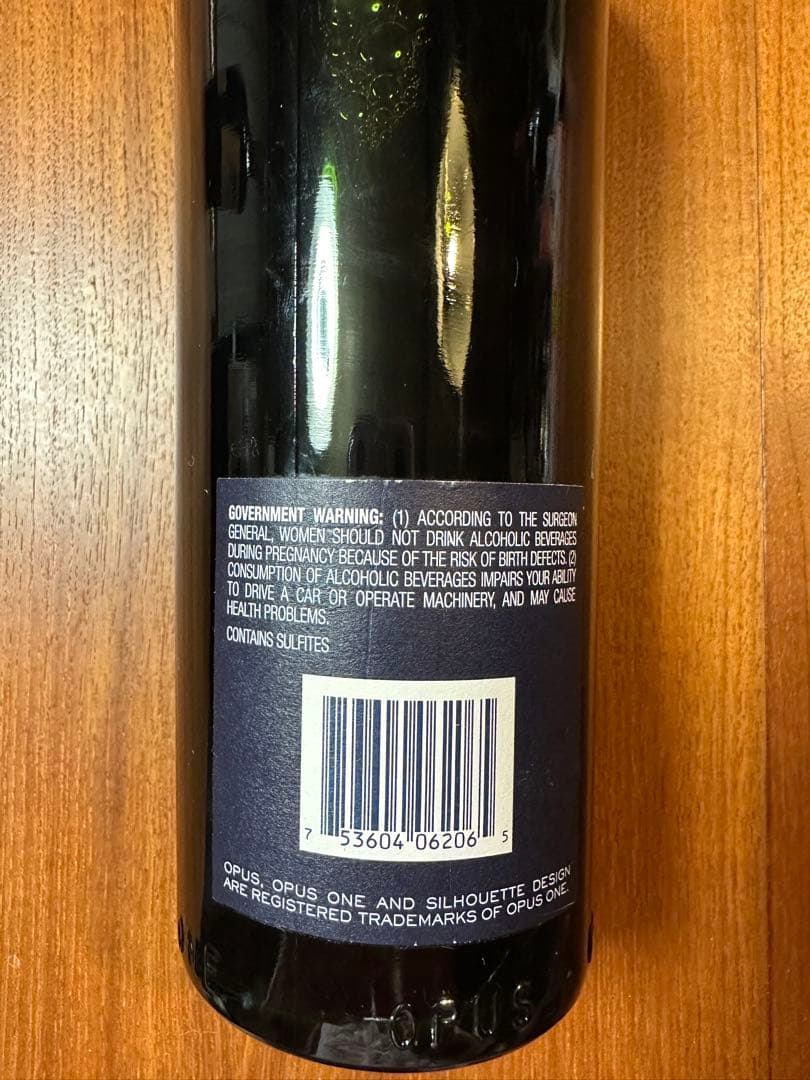 GOVERNMENT WARNING: (1) ACCORDING TO THE SURGEON
GENERAL, WOMEN SHOULD NOT DRINK ALCOHOLIC BEVERAGES
DURING PREGNANCY BECAUSE OF THE RISK OF BIRTH DEFECTS. (2)
CONSUMPTION OF ALCOHOLIC BEVERAGES IMPAIRS YOUR ABILITY
TO DRIVE A CAR OR OPERATE MACHINERY, AND MAY CAUSE
HEALTH PROBLEMS.
CONTAINS SULFITES
7 53604 06206 5
OPUS, OPUS ONE AND SILHOUETTE DESIGN
ARE REGISTERED TRADEMARKS OF OPUS ONE.
OPUS